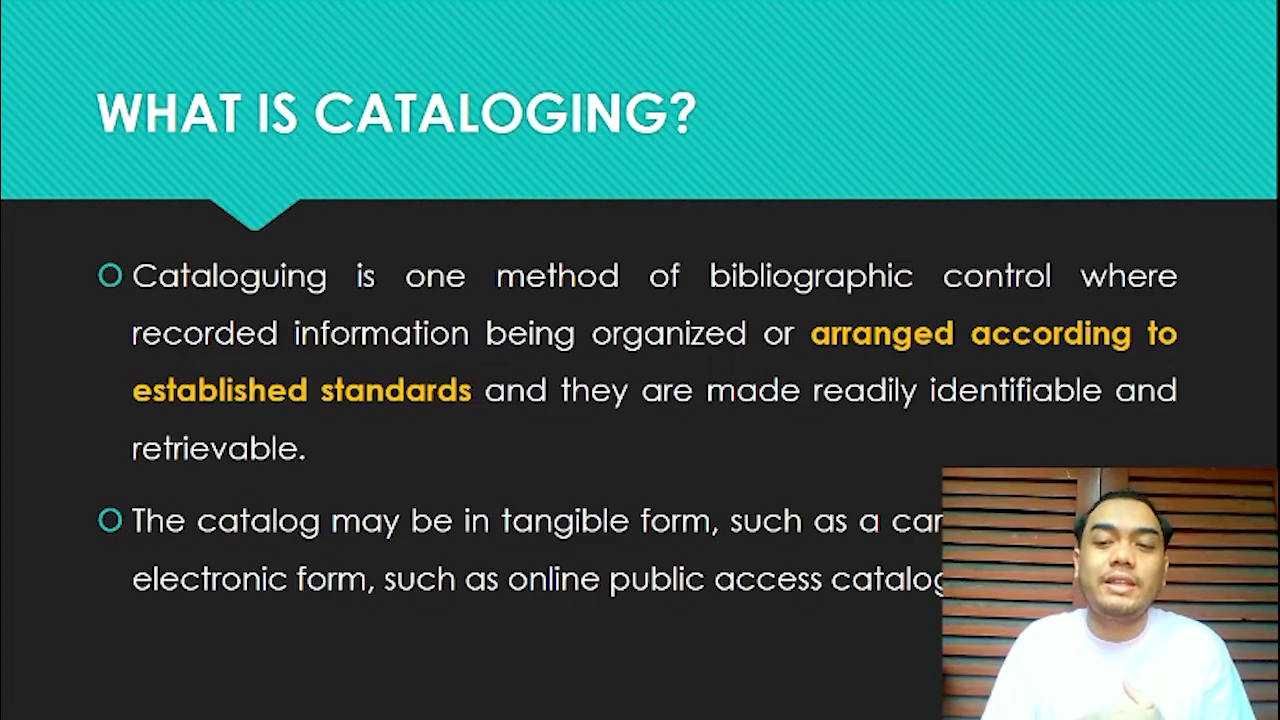 WHAT IS CATALOGING?
Cataloguing is one method of bibliographic control where
recorded information being organized or arranged according to
established standards and they are made readily identifiable and
retrievable.
The catalog may be in tangible form, such as a
electronic form, such as online public access